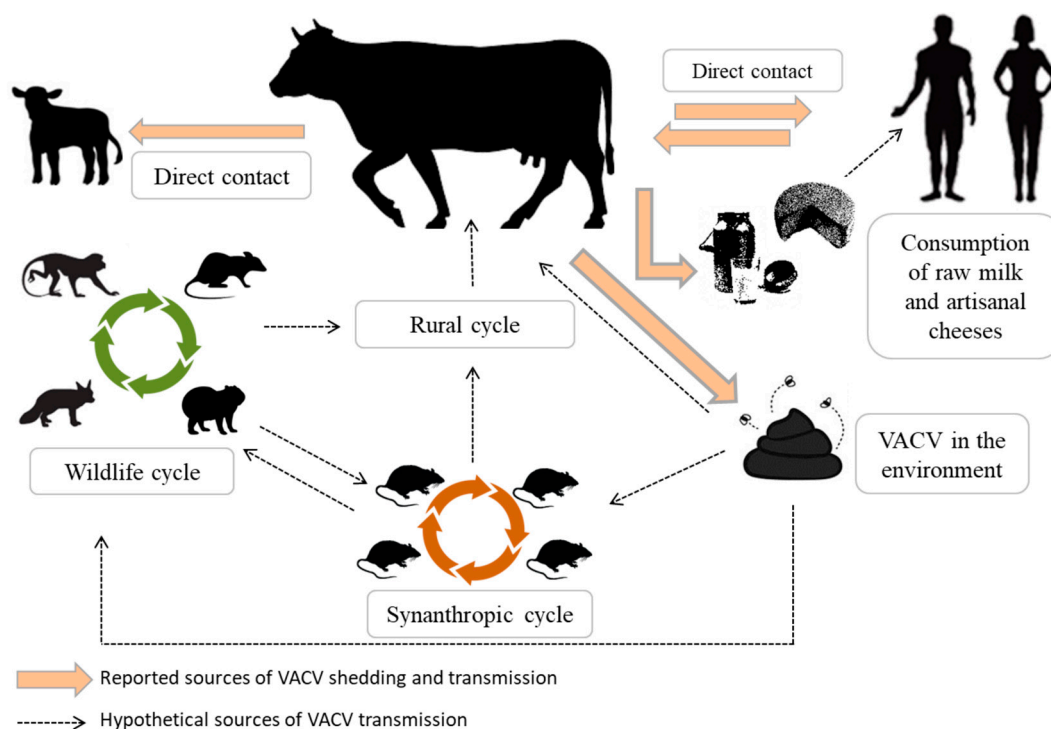 Direct contact
Direct contact
Consumption
of raw milk
and artisanal
cheeses
Rural cycle
Wildlife cycle
VACV in the
environment
Synanthropic cycle
Reported sources of VACV shedding and transmission
Hypothetical sources of VACV transmission